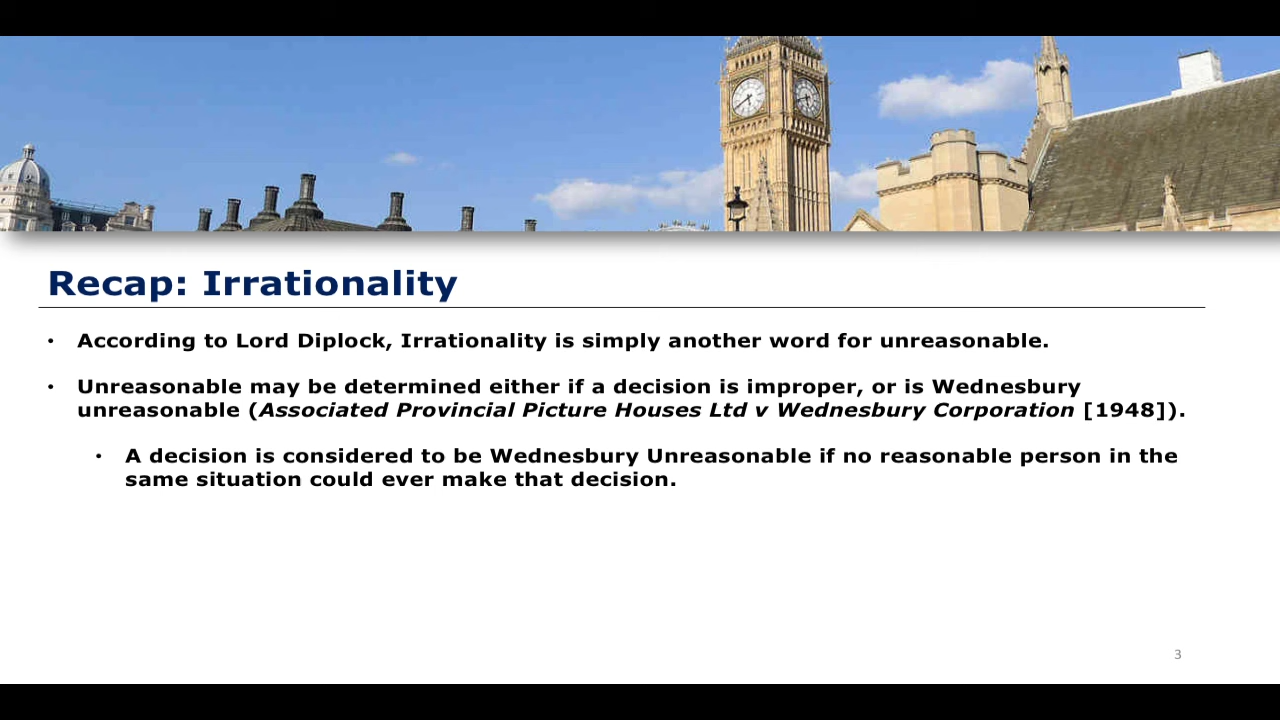 Recap: Irrationality
• According to Lord Diplock, Irrationality is simply another word for unreasonable.
• Unreasonable may be determined either if a decision is improper, or is Wednesbury
unreasonable (Associated Provincial Picture Houses Ltd v Wednesbury Corporation [1948]).
• A decision is considered to be Wednesbury Unreasonable if no reasonable person in the
same situation could ever make that decision.
3